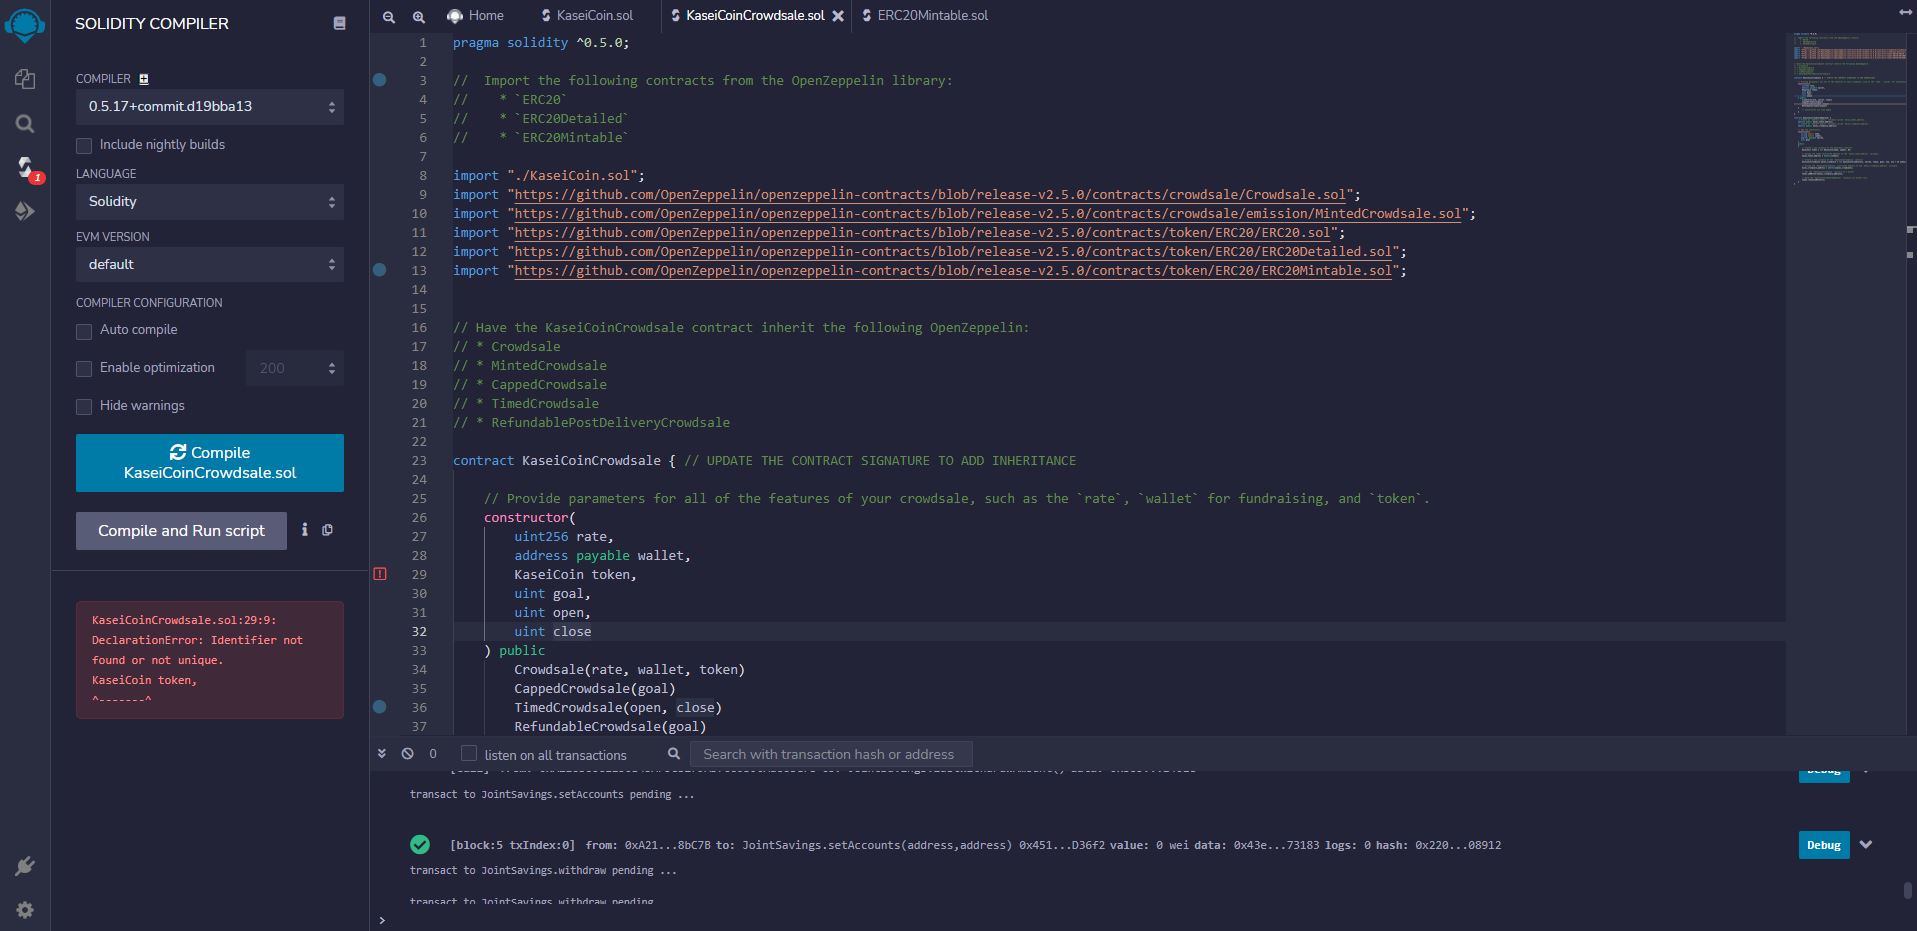 SOLIDITY COMPILER
COMPILER
0.5.17+commit.d19bba13
Include nightly builds
LANGUAGE
Solidity
EVM VERSION
default
COMPILER CONFIGURATION
Auto compile
Enable optimization
200
Hide warnings
Compile
KaseiCoinCrowdsale.sol
Compile and Run script
KaseiCoinCrowdsale.sol:29:9:
DeclarationError: Identifier not
found or not unique.
KaseiCoin token,
^-------^
1
Home KaseiCoin.sol KaseiCoinCrowdsale.sol ERC20Mintable.sol
1 pragma solidity ^0.5.0;
2
3 //  Import the following contracts from the OpenZeppelin library:
4 //    * `ERC20`
5 //    * `ERC20Detailed`
6 //    * `ERC20Mintable`
7
8 import "./KaseiCoin.sol";
9 import "https://github.com/OpenZeppelin/openzeppelin-contracts/blob/release-v2.5.0/contracts/crowdsale/Crowdsale.sol";
10 import "https://github.com/OpenZeppelin/openzeppelin-contracts/blob/release-v2.5.0/contracts/crowdsale/emission/MintedCrowdsale.sol";
11 import "https://github.com/OpenZeppelin/openzeppelin-contracts/blob/release-v2.5.0/contracts/token/ERC20/ERC20.sol";
12 import "https://github.com/OpenZeppelin/openzeppelin-contracts/blob/release-v2.5.0/contracts/token/ERC20/ERC20Detailed.sol";
13 import "https://github.com/OpenZeppelin/openzeppelin-contracts/blob/release-v2.5.0/contracts/token/ERC20/ERC20Mintable.sol";
14
15
16 // Have the KaseiCoinCrowdsale contract inherit the following OpenZeppelin:
17 // * Crowdsale
18 // * MintedCrowdsale
19 // * CappedCrowdsale
20 // * TimedCrowdsale
21 // * RefundablePostDeliveryCrowdsale
22
23 contract KaseiCoinCrowdsale { // UPDATE THE CONTRACT SIGNATURE TO ADD INHERITANCE
24
25     // Provide parameters for all of the features of your crowdsale, such as the `rate`, `wallet` for fundraising, and `token`.
26     constructor(
27         uint256 rate,
28         address payable wallet,
29         KaseiCoin token,
30         uint goal,
31         uint open,
32         uint close
33     ) public
34         Crowdsale(rate, wallet, token)
35         CappedCrowdsale(goal)
36         TimedCrowdsale(open, close)
37         RefundableCrowdsale(goal)
0 listen on all transactions Search with transaction hash or address
Debug
transact to JointSavings.setAccounts pending ...
[block:5 txIndex:0] from: 0xA21...8bC7B to: JointSavings.setAccounts(address,address) 0x451...D36f2 value: 0 wei data: 0x43e...73183 logs: 0 hash: 0x220...08912
Debug
transact to JointSavings.withdraw pending ...
transact to JointSavings.withdraw pending
>